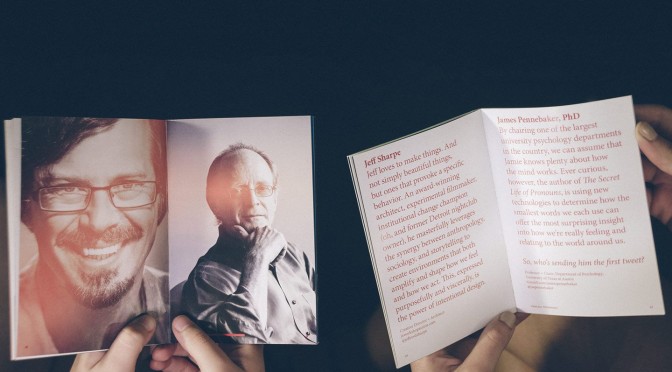 Jeff Sharpe
Jeff loves to make things. And
not simply beautiful things,
but ones that provoke a specific
behavior. An award winning
architect, experimental filmmaker,
institutional change champion
and former Detroit nightclub
owner), he masterfully leverages
the synergy between anthropology,
sociology, and storytelling to
create environments that both
amplify and shape how we feel
and how we act. This, exposed
purposefully and viscerally, is
the power of intentional design.
James Pennebaker, PhD
By chairing one of the largest
university psychology departments
in the country, we can assume that
Jamie knows plenty about how
the mind works. Ever curious,
however, the author of The Secret
Life of Pronouns, is using new
technologies to determine how the
smallest words we each use can
offer the most surprising insight
into how we're really feeling and
relating to the world around us.
So, who's sending him the first tweet?